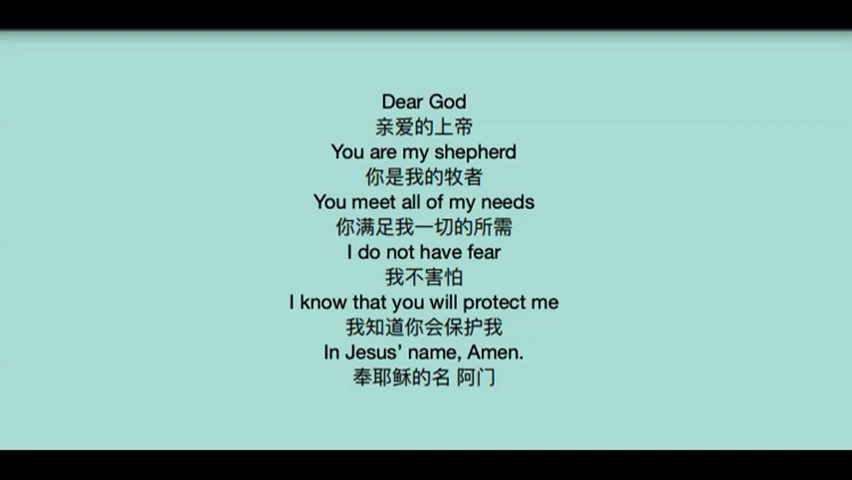 Dear God
亲爱的上帝
You are my shepherd
你是我的牧者
You meet all of my needs
你满足我一切的所需
I do not have fear
我不害怕
I know that you will protect me
我知道你会保护我
In Jesus’ name, Amen.
奉耶稣的名 阿门